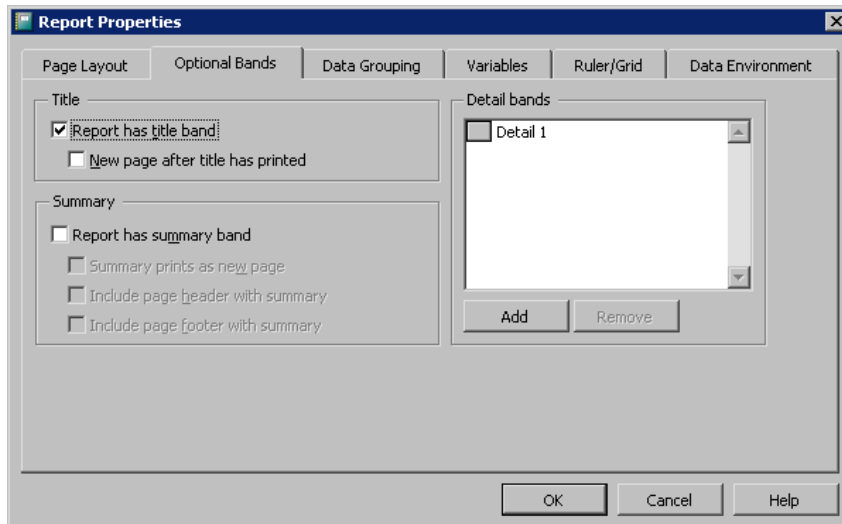 Report Properties
Page Layout
Optional Bands
Data Grouping
Variables
Ruler/Grid
Data Environment
Title
Report has title band
New page after title has printed
Summary
Report has summary band
Summary prints as new page
Include page header with summary
Include page footer with summary
Detail bands
Detail 1
Add
Remove
OK
Cancel
Help